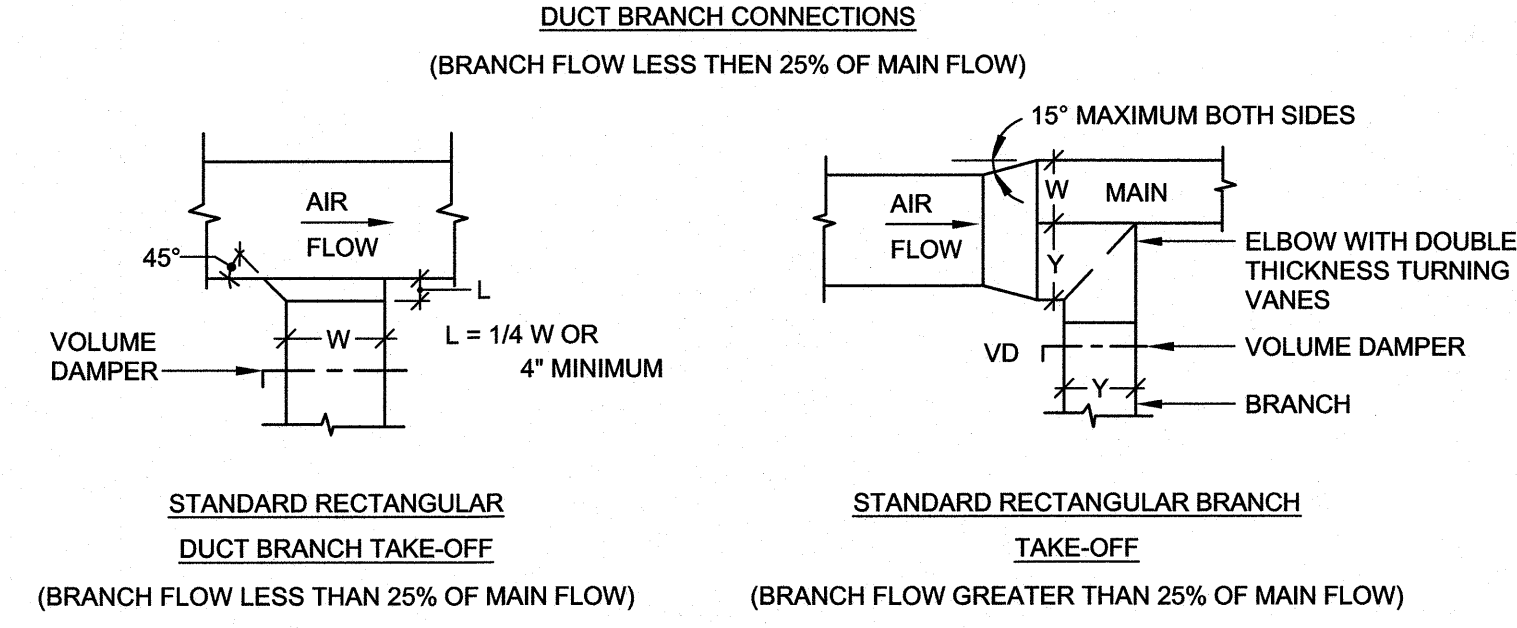 DUCT BRANCH CONNECTIONS
(BRANCH FLOW LESS THEN 25% OF MAIN FLOW)
AIR
FLOW
45°
L
W
L = 1/4 W OR
4" MINIMUM
VOLUME
DAMPER
STANDARD RECTANGULAR
DUCT BRANCH TAKE-OFF
(BRANCH FLOW LESS THAN 25% OF MAIN FLOW)
15° MAXIMUM BOTH SIDES
AIR
FLOW
W
MAIN
Y
ELBOW WITH DOUBLE
THICKNESS TURNING
VANES
VD
VOLUME DAMPER
Y
BRANCH
STANDARD RECTANGULAR BRANCH
TAKE-OFF
(BRANCH FLOW GREATER THAN 25% OF MAIN FLOW)